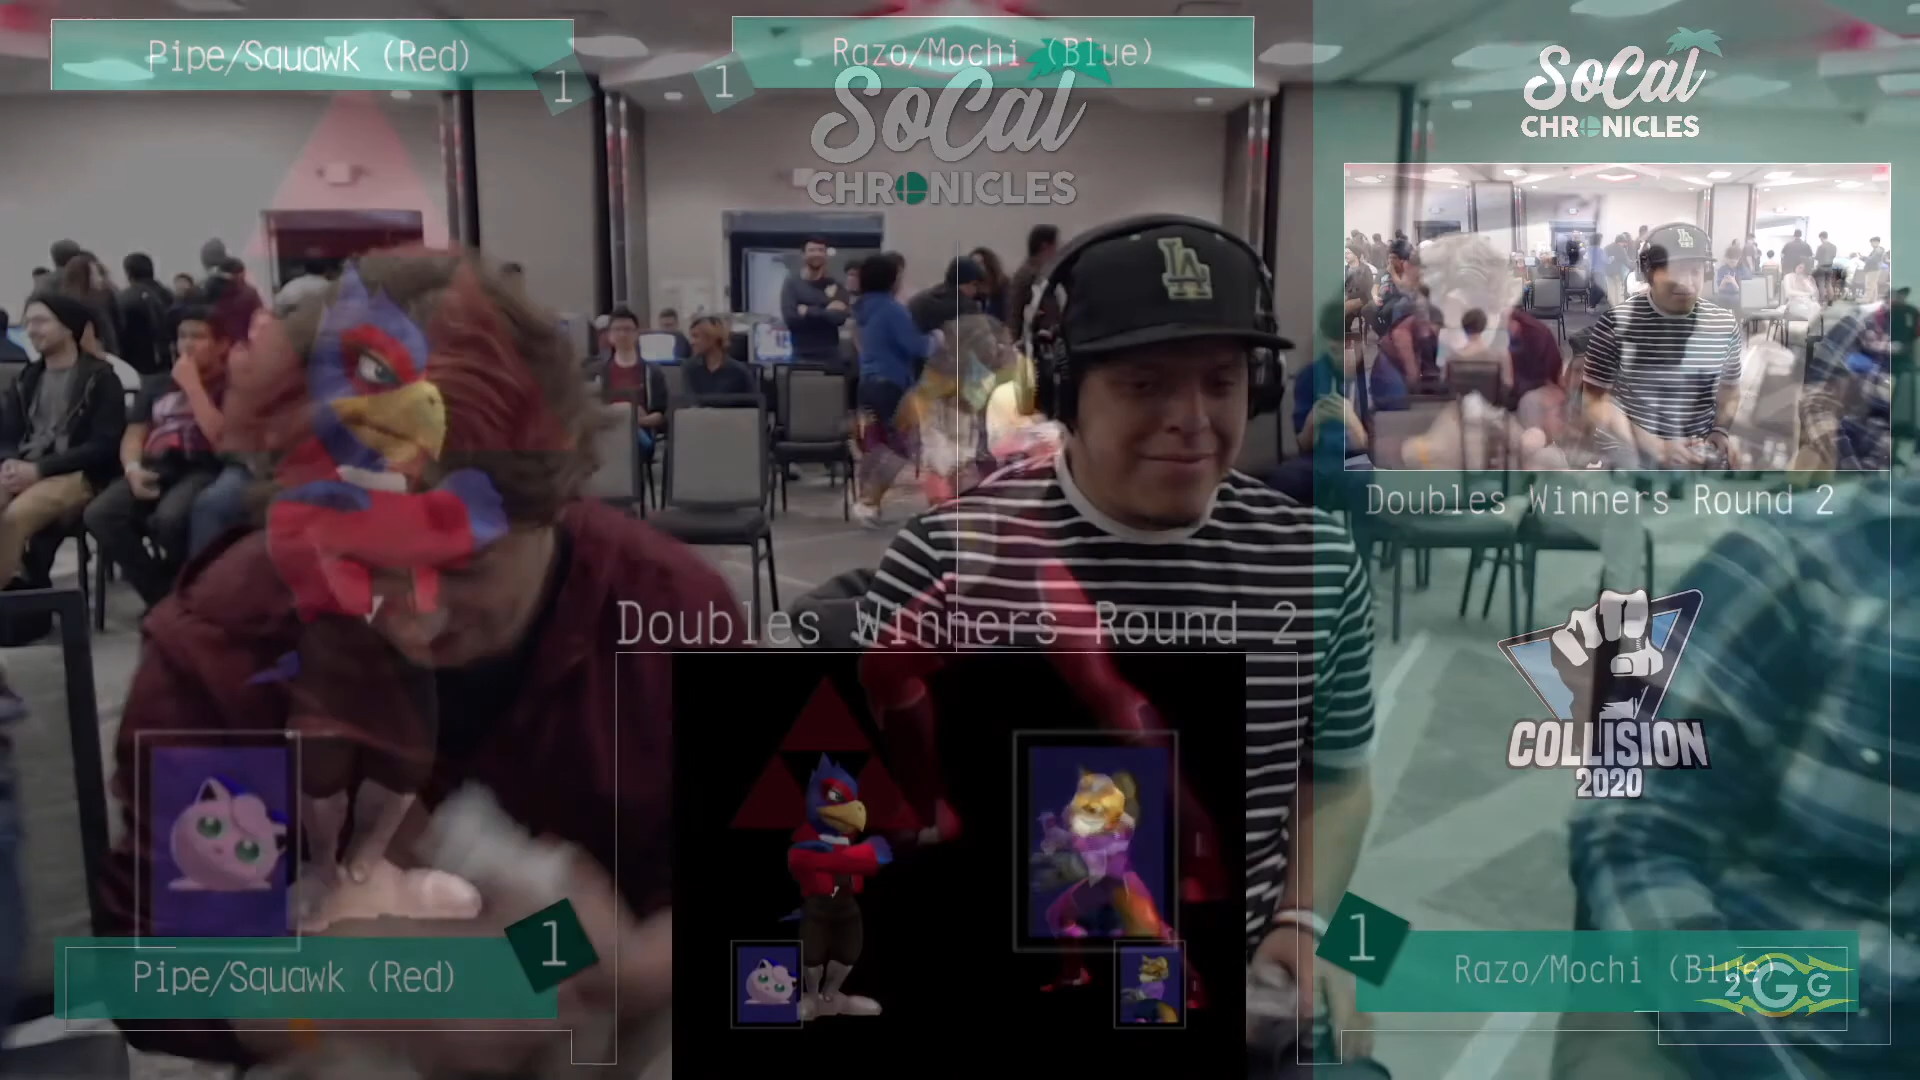 Pipe/Squawk (Red)
1
1
Razo/Mochi (Blue)
SoCal
CHRONICLES
SoCal
CHRONICLES
LA
LA
Doubles Winners Round 2
Doubles Winners Round 2
COLLISION
2020
Pipe/Squawk (Red)
1
1
Razo/Mochi (Blue)
2GG